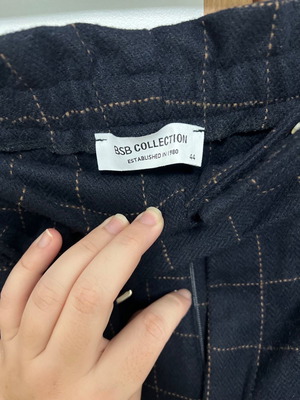 BSB COLLECTION
ESTABLISHED IN 1980
44